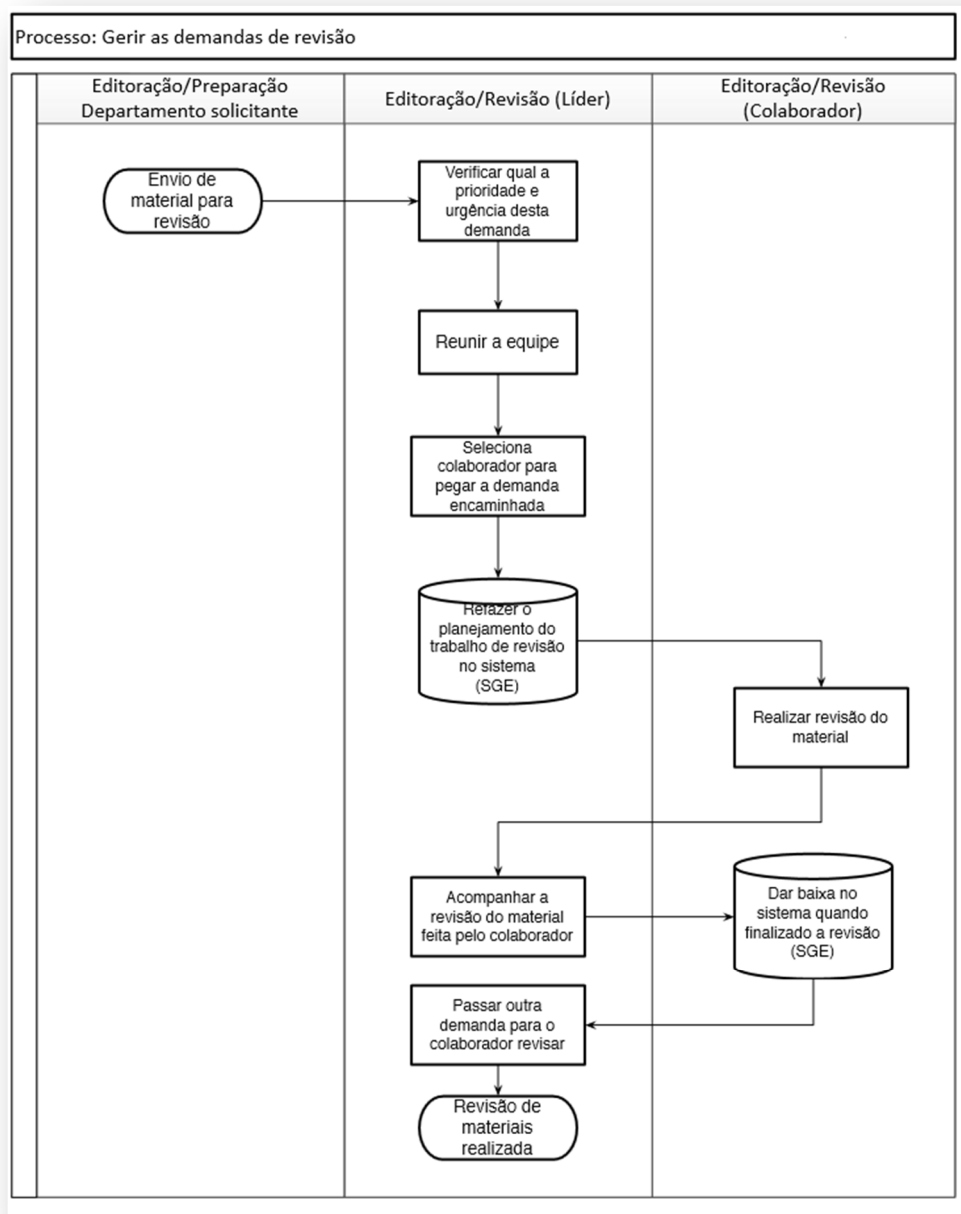 Processo: Gerir as demandas de revisão
Editoração/Preparação
Departamento solicitante
Editoração/Revisão (Líder)
Editoração/Revisão
(Colaborador)
Envio de
material para
revisão
Verificar qual a
prioridade e
urgência desta
demanda
Reunir a equipe
Seleciona
colaborador para
pegar a demanda
encaminhada
Refazer o
planejamento do
trabalho de revisão
no sistema
(SGE)
Realizar revisão do
material
Acompanhar a
revisão do material
feita pelo colaborador
Dar baixa no
sistema quando
finalizado a revisão
(SGE)
Passar outra
demanda para o
colaborador revisar
Revisão de
materiais
realizada